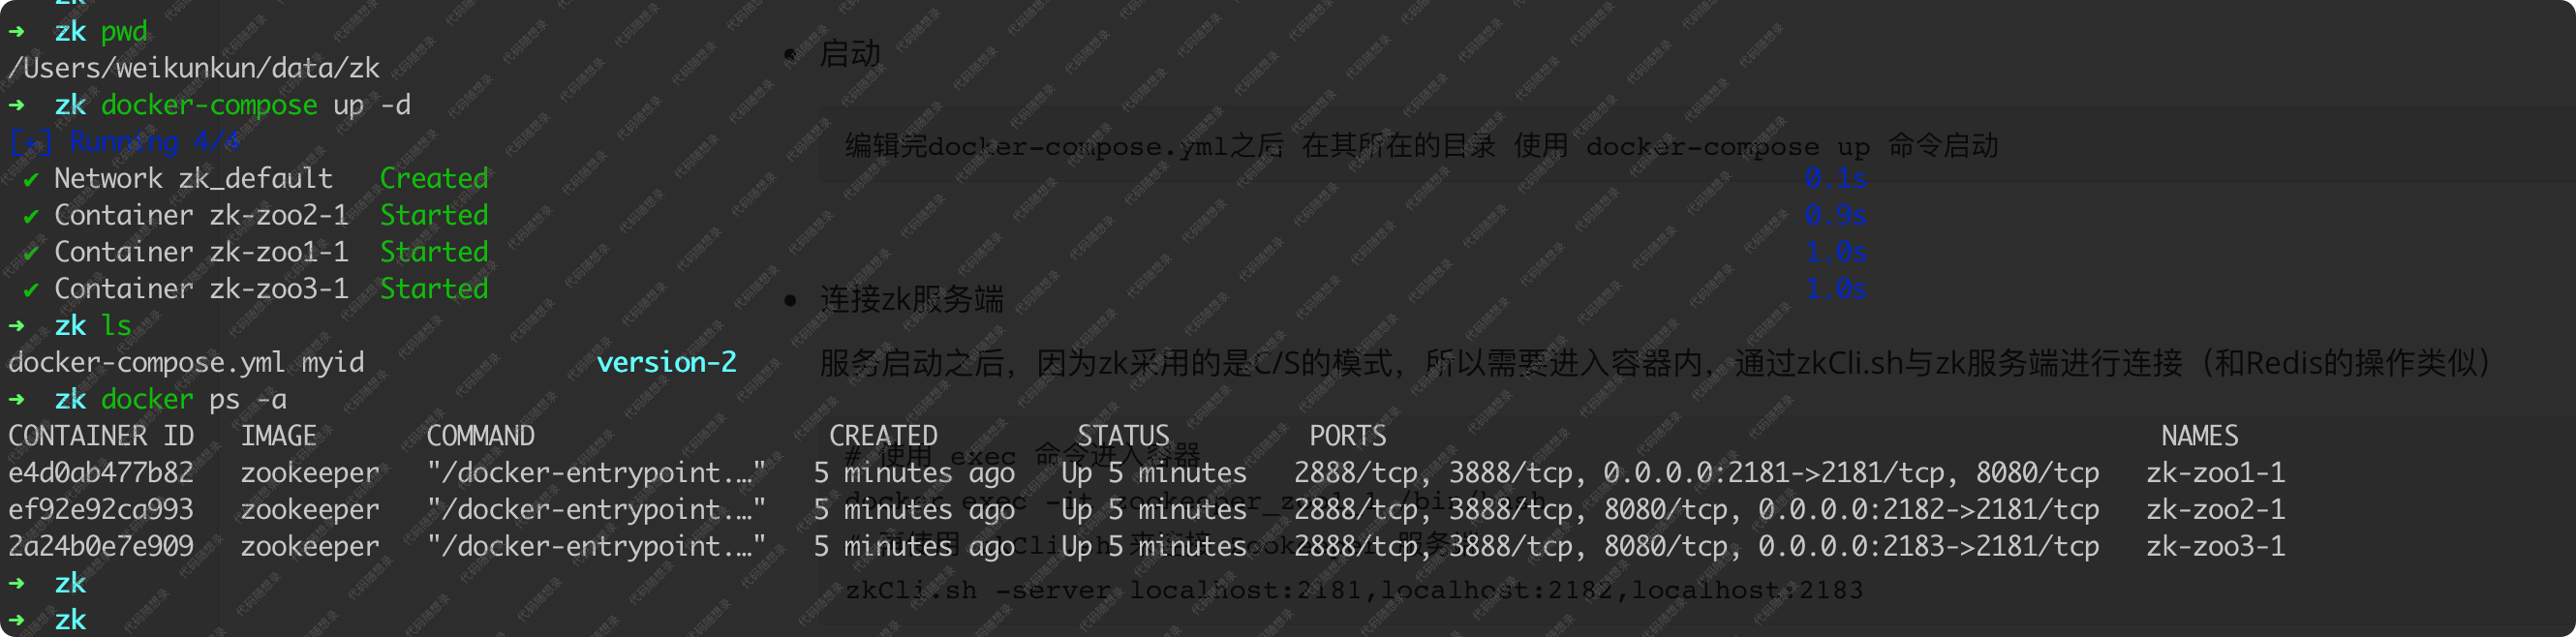 zk
➜ zk pwd
/Users/weikunkun/data/zk
➜ zk docker-compose up -d
[+] Running 4/4
✔ Network zk_default Created 0.1s
✔ Container zk-zoo2-1 Started 0.9s
✔ Container zk-zoo1-1 Started 1.0s
✔ Container zk-zoo3-1 Started 1.0s
➜ zk ls
docker-compose.yml myid version-2
➜ zk docker ps -a
CONTAINER ID IMAGE COMMAND CREATED STATUS PORTS NAMES
e4d0ab477b82 zookeeper "/docker-entrypoint.…" 5 minutes ago Up 5 minutes 2888/tcp, 3888/tcp, 0.0.0.0:2181->2181/tcp, 8080/tcp zk-zoo1-1
ef92e92ca993 zookeeper "/docker-entrypoint.…" 5 minutes ago Up 5 minutes 2888/tcp, 3888/tcp, 8080/tcp, 0.0.0.0:2182->2181/tcp zk-zoo2-1
2a24b0e7e909 zookeeper "/docker-entrypoint.…" 5 minutes ago Up 5 minutes 2888/tcp, 3888/tcp, 8080/tcp, 0.0.0.0:2183->2181/tcp zk-zoo3-1
➜ zk
➜ zk
• 启动
编辑完docker-compose.yml之后 在其所在的目录 使用 docker-compose up 命令启动
• 连接zk服务端
服务启动之后，因为zk采用的是C/S的模式，所以需要进入容器内，通过zkCli.sh与zk服务端进行连接（和Redis的操作类似）
# 使用 exec 命令进入容器
docker exec -it /bin/bash
使用 来 服务
zkCli.sh -server localhost:2181,localhost:2182,localhost:2183
代码随想录